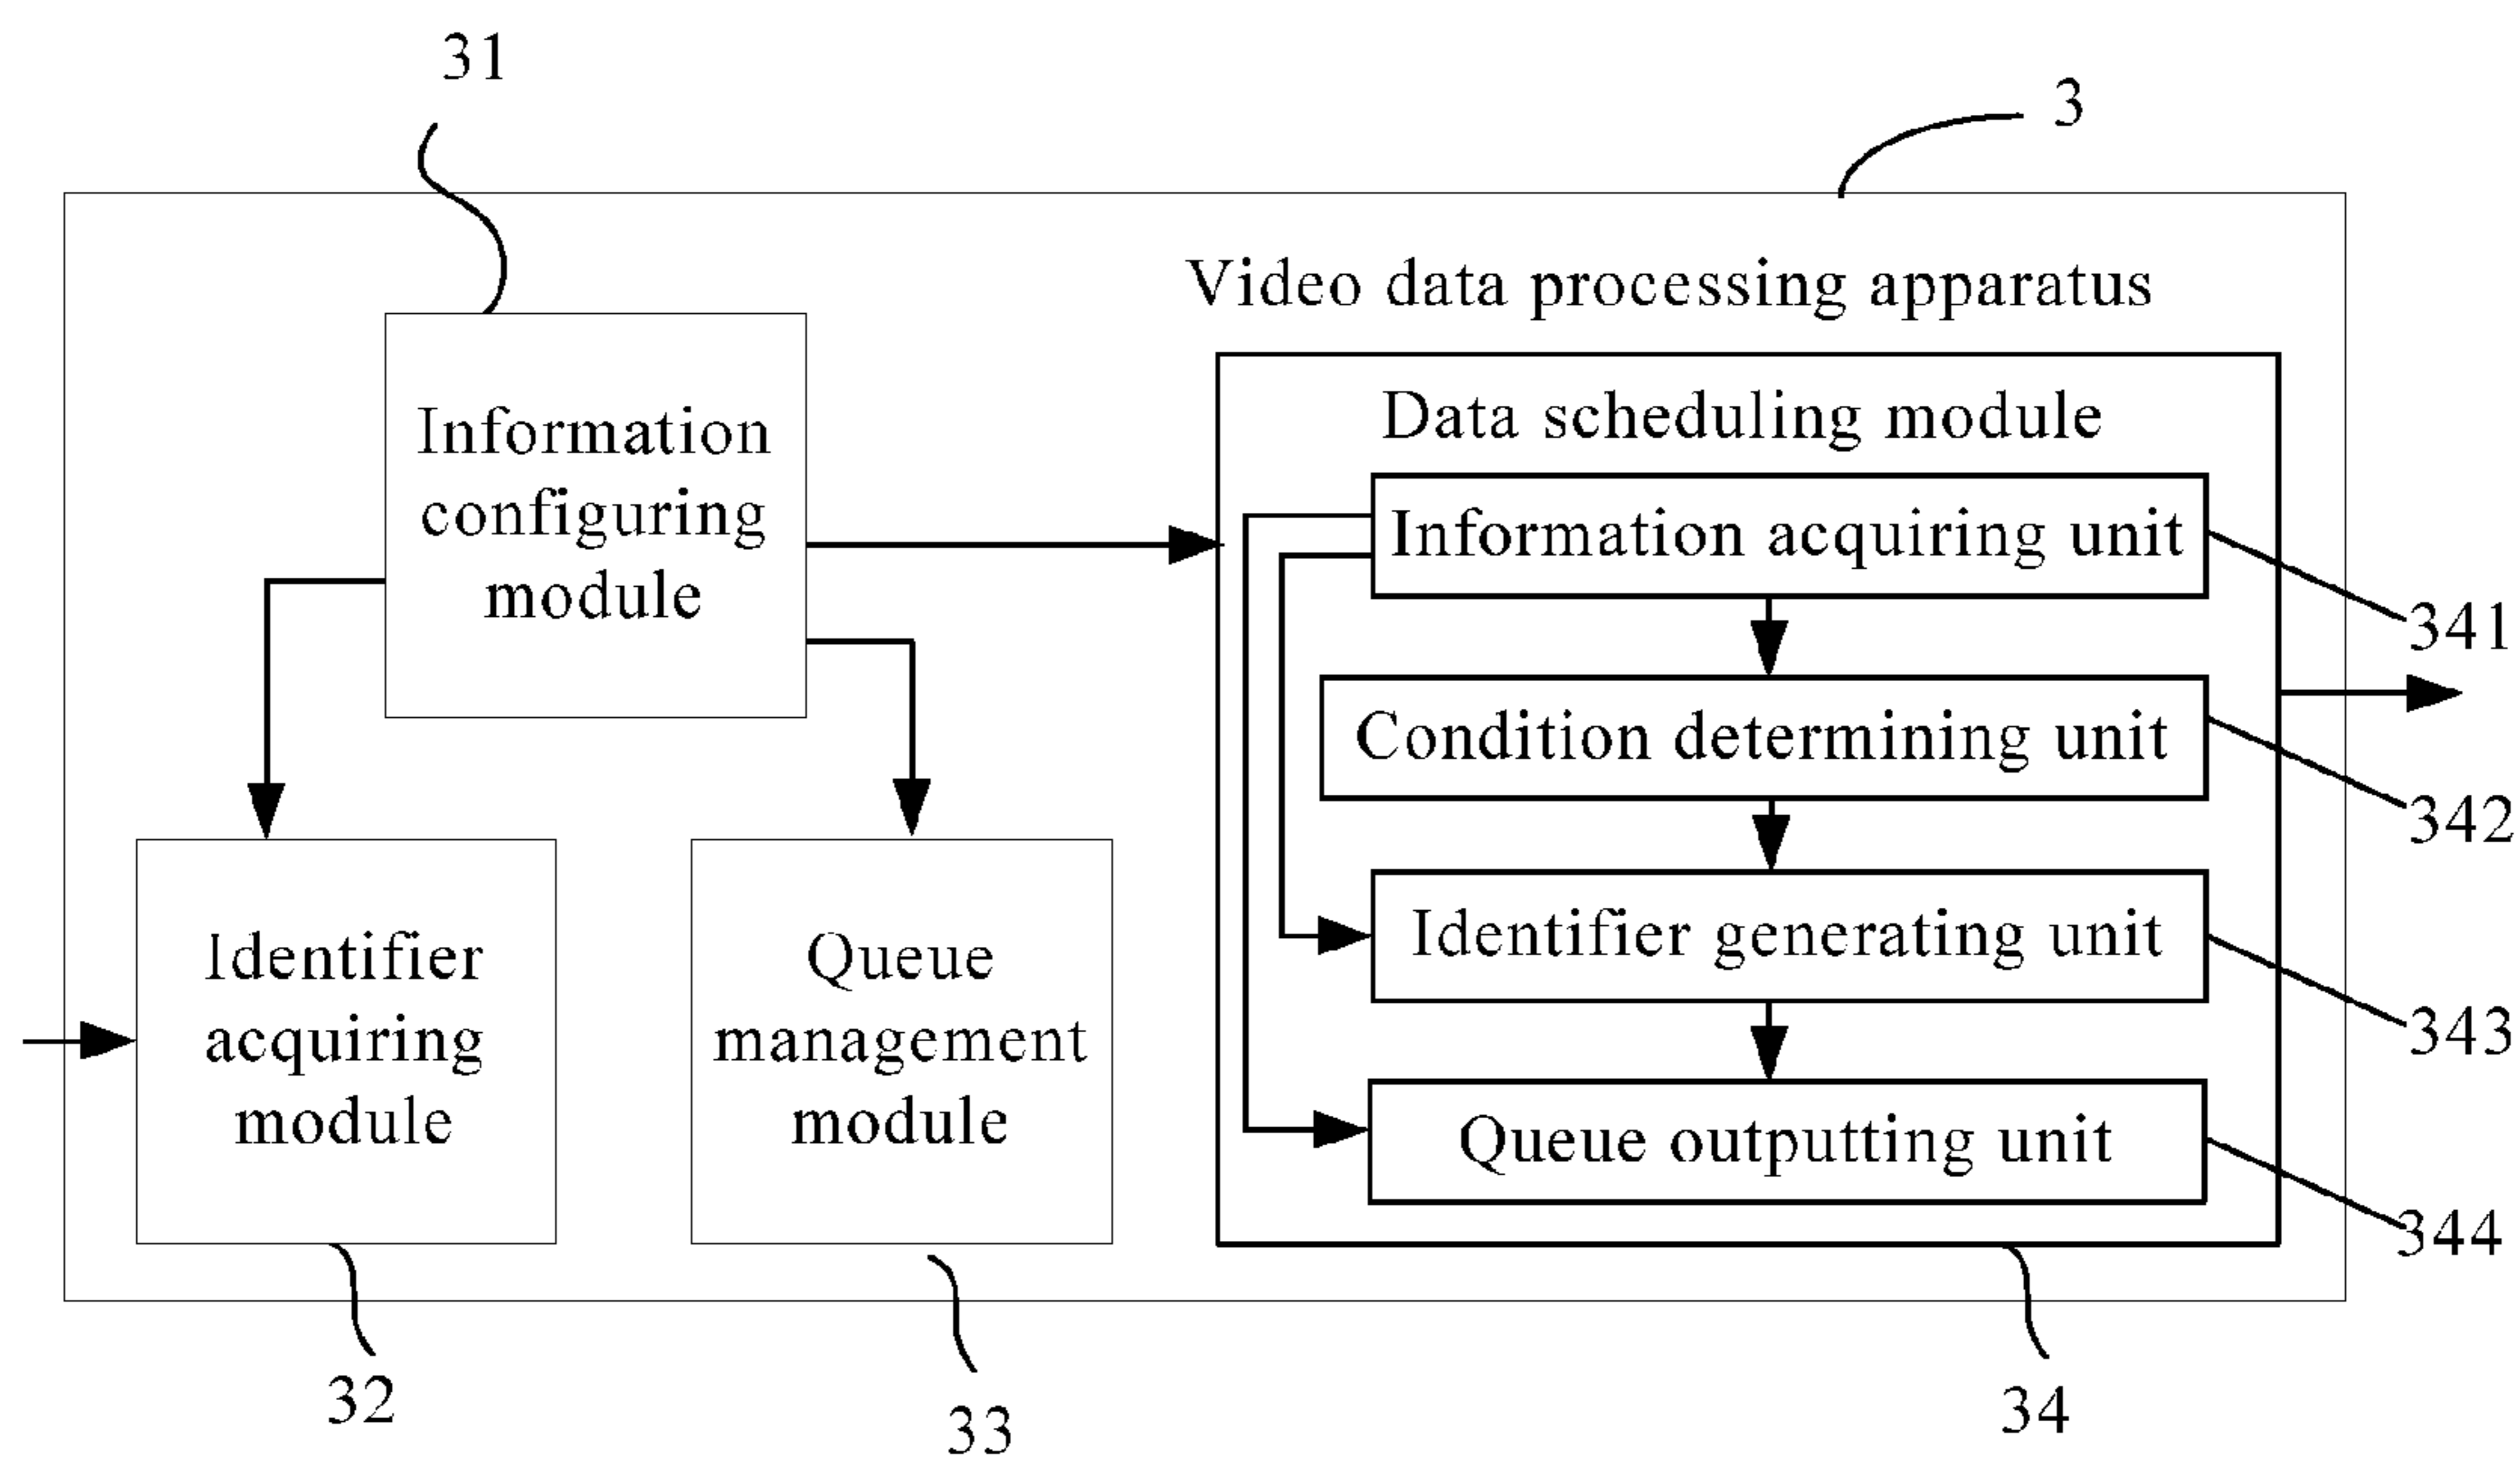 31
3
Video data processing apparatus
Information
configuring
module
Data scheduling module
Information acquiring unit
341
Condition determining unit
342
Identifier generating unit
343
Queue outputting unit
344
Identifier
acquiring
module
Queue
management
module
32
33
34